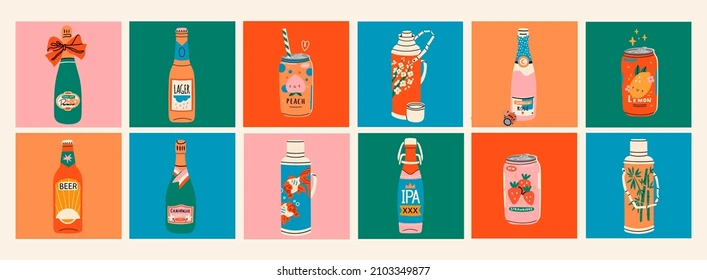 LAGER
PEACH
LEMON
BEER
CHAMPAGNE
IPA
XXX
STRAWBERRY
shutterstock.com · 2103349877